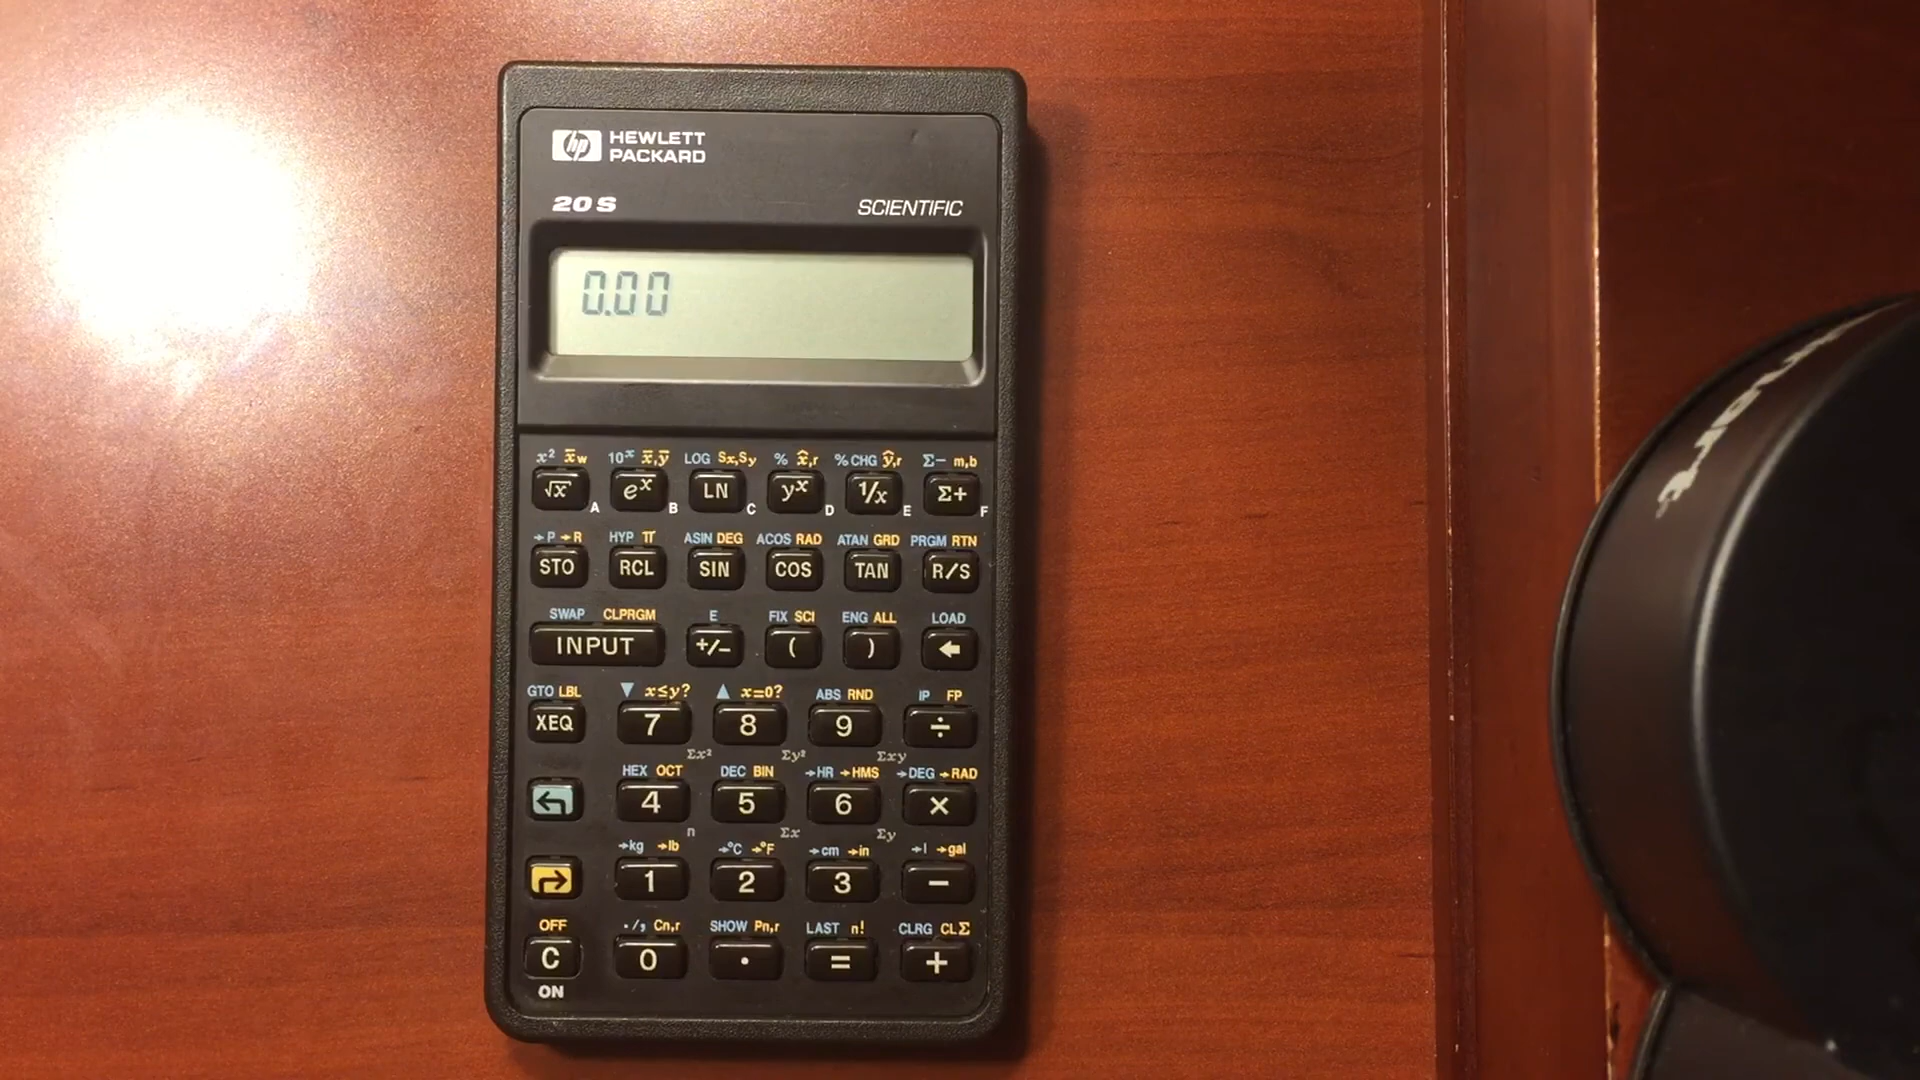 hp HEWLETT PACKARD
20 S SCIENTIFIC
0.00
x² x̄w 10ˣ x̄,ȳ LOG Sx,Sy % x̂,r %CHG ŷ,r Σ− m,b
√x A eˣ B LN C yˣ D 1/x E Σ+ F
→P →R HYP π ASIN DEG ACOS RAD ATAN GRD PRGM RTN
STO RCL SIN COS TAN R/S
SWAP CLPRGM E FIX SCI ENG ALL LOAD
INPUT +/− ( ) ←
GTO LBL ▼ x≤y? ▲ x=0? ABS RND IP FP
XEQ 7 8 9 ÷
Σx² Σy² Σxy
HEX OCT DEC BIN →HR →HMS →DEG →RAD
4 5 6 ×
n Σx Σy
→kg →lb →°C →°F →cm →in →l →gal
1 2 3 −
OFF ./, Cn,r SHOW Pn,r LAST n! CLRG CLΣ
C 0 · = +
ON